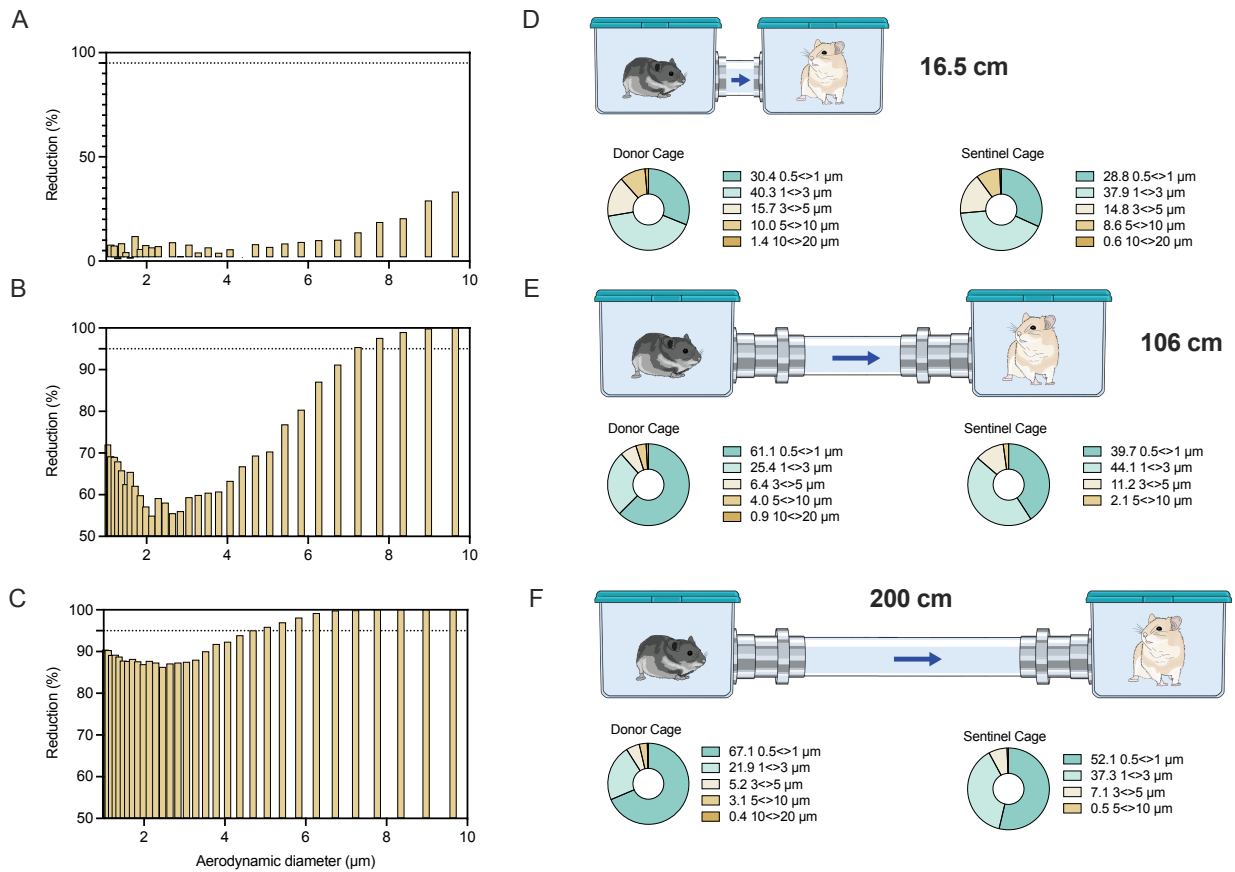 A
Reduction (%)
100
50
0
2
4
6
8
10
B
Reduction (%)
100
90
80
70
60
50
2
4
6
8
10
C
Reduction (%)
100
90
80
70
60
50
2
4
6
8
10
Aerodynamic diameter (µm)
D
16.5 cm
Donor Cage
30.4 0.5<>1 µm
40.3 1<>3 µm
15.7 3<>5 µm
10.0 5<>10 µm
1.4 10<>20 µm
Sentinel Cage
28.8 0.5<>1 µm
37.9 1<>3 µm
14.8 3<>5 µm
8.6 5<>10 µm
0.6 10<>20 µm
E
106 cm
Donor Cage
61.1 0.5<>1 µm
25.4 1<>3 µm
6.4 3<>5 µm
4.0 5<>10 µm
0.9 10<>20 µm
Sentinel Cage
39.7 0.5<>1 µm
44.1 1<>3 µm
11.2 3<>5 µm
2.1 5<>10 µm
F
200 cm
Donor Cage
67.1 0.5<>1 µm
21.9 1<>3 µm
5.2 3<>5 µm
3.1 5<>10 µm
0.4 10<>20 µm
Sentinel Cage
52.1 0.5<>1 µm
37.3 1<>3 µm
7.1 3<>5 µm
0.5 5<>10 µm